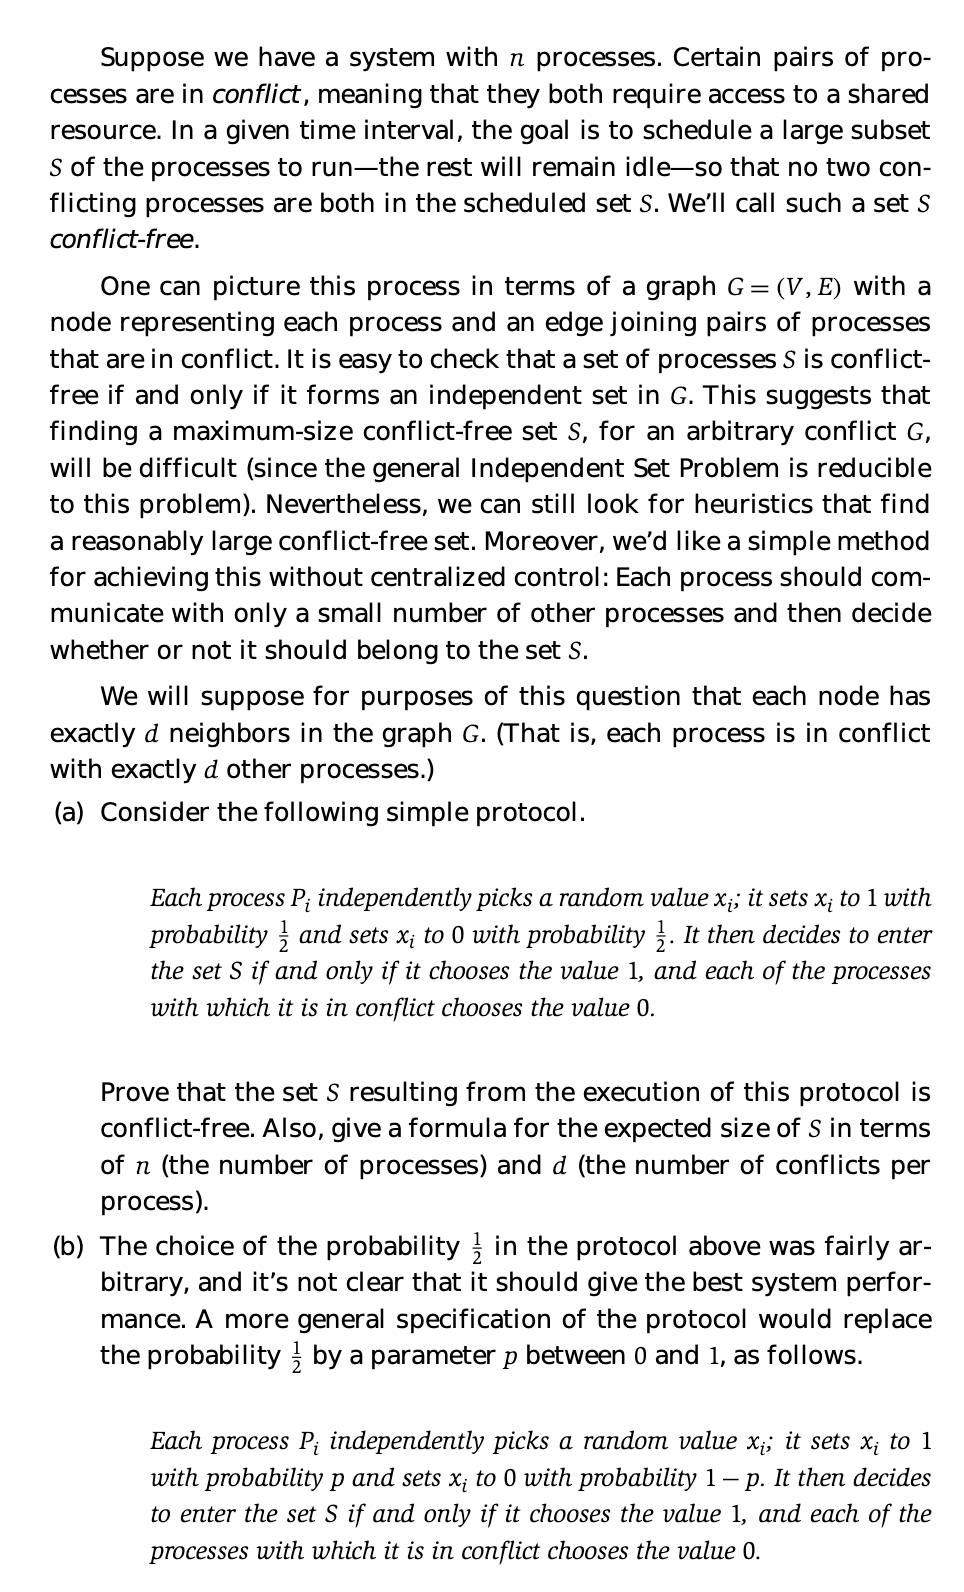 Suppose we have a system with n processes. Certain pairs of pro-
cesses are in conflict, meaning that they both require access to a shared
resource. In a given time interval, the goal is to schedule a large subset
S of the processes to run—the rest will remain idle—so that no two con-
flicting processes are both in the scheduled set S. We'll call such a set S
conflict-free.
One can picture this process in terms of a graph G = (V, E) with a
node representing each process and an edge joining pairs of processes
that are in conflict. It is easy to check that a set of processes S is conflict-
free if and only if it forms an independent set in G. This suggests that
finding a maximum-size conflict-free set S, for an arbitrary conflict G,
will be difficult (since the general Independent Set Problem is reducible
to this problem). Nevertheless, we can still look for heuristics that find
a reasonably large conflict-free set. Moreover, we'd like a simple method
for achieving this without centralized control: Each process should com-
municate with only a small number of other processes and then decide
whether or not it should belong to the set S.
We will suppose for purposes of this question that each node has
exactly d neighbors in the graph G. (That is, each process is in conflict
with exactly d other processes.)
(a) Consider the following simple protocol.
Each process P_i independently picks a random value x_i; it sets x_i to 1 with
probability 1/2 and sets x_i to 0 with probability 1/2. It then decides to enter
the set S if and only if it chooses the value 1, and each of the processes
with which it is in conflict chooses the value 0.
Prove that the set S resulting from the execution of this protocol is
conflict-free. Also, give a formula for the expected size of S in terms
of n (the number of processes) and d (the number of conflicts per
process).
(b) The choice of the probability 1/2 in the protocol above was fairly ar-
bitrary, and it's not clear that it should give the best system perfor-
mance. A more general specification of the protocol would replace
the probability 1/2 by a parameter p between 0 and 1, as follows.
Each process P_i independently picks a random value x_i; it sets x_i to 1
with probability p and sets x_i to 0 with probability 1 − p. It then decides
to enter the set S if and only if it chooses the value 1, and each of the
processes with which it is in conflict chooses the value 0.